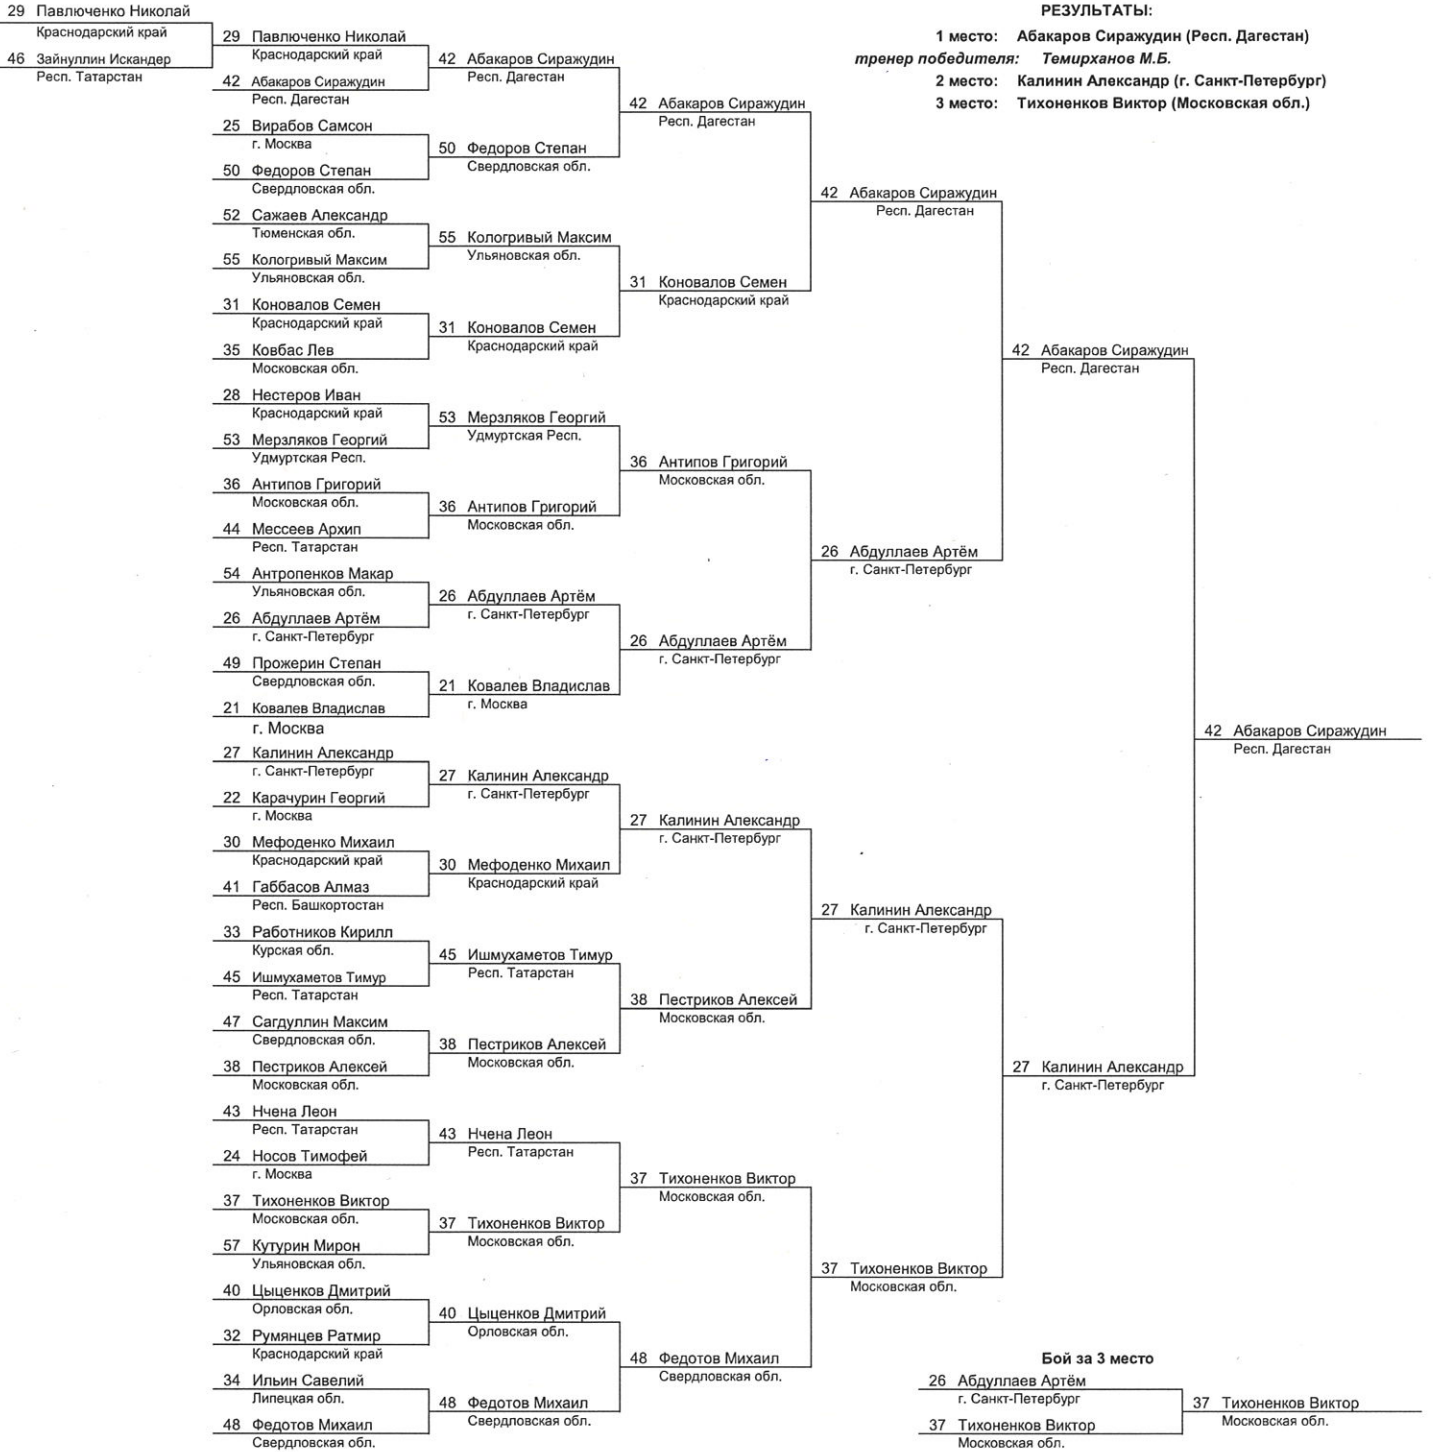 29 Павлюченко Николай
Краснодарский край
46 Зайнуллин Искандер
Респ. Татарстан
29 Павлюченко Николай
Краснодарский край
42 Абакаров Сиражудин
Респ. Дагестан
25 Вирабов Самсон
г. Москва
50 Федоров Степан
Свердловская обл.
52 Сажаев Александр
Тюменская обл.
55 Кологривый Максим
Ульяновская обл.
31 Коновалов Семен
Краснодарский край
35 Ковбас Лев
Московская обл.
28 Нестеров Иван
Краснодарский край
53 Мерзляков Георгий
Удмуртская Респ.
36 Антипов Григорий
Московская обл.
44 Мессеев Архип
Респ. Татарстан
54 Антропенков Макар
Ульяновская обл.
26 Абдуллаев Артём
г. Санкт-Петербург
49 Прожерин Степан
Свердловская обл.
21 Ковалев Владислав
г. Москва
27 Калинин Александр
г. Санкт-Петербург
22 Карачурин Георгий
г. Москва
30 Мефоденко Михаил
Краснодарский край
41 Габбасов Алмаз
Респ. Башкортостан
33 Работников Кирилл
Курская обл.
45 Ишмухаметов Тимур
Респ. Татарстан
47 Сагдуллин Максим
Свердловская обл.
38 Пестриков Алексей
Московская обл.
43 Нчена Леон
Респ. Татарстан
24 Носов Тимофей
г. Москва
37 Тихоненков Виктор
Московская обл.
57 Кутурин Мирон
Ульяновская обл.
40 Цыценков Дмитрий
Орловская обл.
32 Румянцев Ратмир
Краснодарский край
34 Ильин Савелий
Липецкая обл.
48 Федотов Михаил
Свердловская обл.
42 Абакаров Сиражудин
Респ. Дагестан
50 Федоров Степан
Свердловская обл.
55 Кологривый Максим
Ульяновская обл.
31 Коновалов Семен
Краснодарский край
53 Мерзляков Георгий
Удмуртская Респ.
36 Антипов Григорий
Московская обл.
26 Абдуллаев Артём
г. Санкт-Петербург
21 Ковалев Владислав
г. Москва
27 Калинин Александр
г. Санкт-Петербург
30 Мефоденко Михаил
Краснодарский край
45 Ишмухаметов Тимур
Респ. Татарстан
38 Пестриков Алексей
Московская обл.
43 Нчена Леон
Респ. Татарстан
37 Тихоненков Виктор
Московская обл.
40 Цыценков Дмитрий
Орловская обл.
48 Федотов Михаил
Свердловская обл.
42 Абакаров Сиражудин
Респ. Дагестан
31 Коновалов Семен
Краснодарский край
36 Антипов Григорий
Московская обл.
26 Абдуллаев Артём
г. Санкт-Петербург
27 Калинин Александр
г. Санкт-Петербург
38 Пестриков Алексей
Московская обл.
37 Тихоненков Виктор
Московская обл.
48 Федотов Михаил
Свердловская обл.
42 Абакаров Сиражудин
Респ. Дагестан
26 Абдуллаев Артём
г. Санкт-Петербург
27 Калинин Александр
г. Санкт-Петербург
37 Тихоненков Виктор
Московская обл.
42 Абакаров Сиражудин
Респ. Дагестан
27 Калинин Александр
г. Санкт-Петербург
42 Абакаров Сиражудин
Респ. Дагестан
РЕЗУЛЬТАТЫ:
1 место: Абакаров Сиражудин (Респ. Дагестан)
тренер победителя: Темирханов М.Б.
2 место: Калинин Александр (г. Санкт-Петербург)
3 место: Тихоненков Виктор (Московская обл.)
Бой за 3 место
26 Абдуллаев Артём
г. Санкт-Петербург
37 Тихоненков Виктор
Московская обл.
37 Тихоненков Виктор
Московская обл.